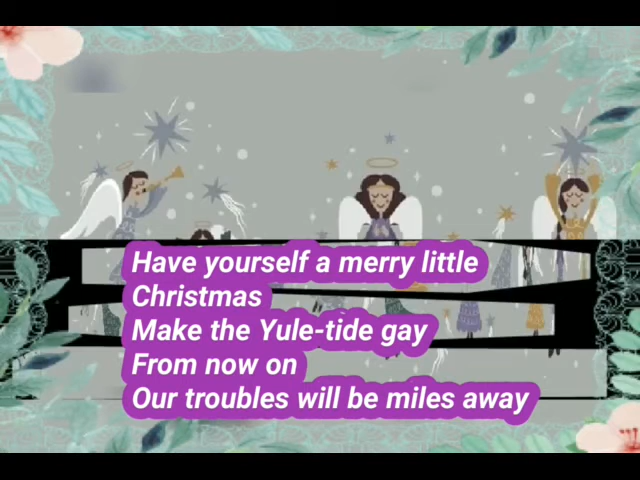 Have yourself a merry little
Christmas
Make the Yule-tide gay
From now on
Our troubles will be miles away